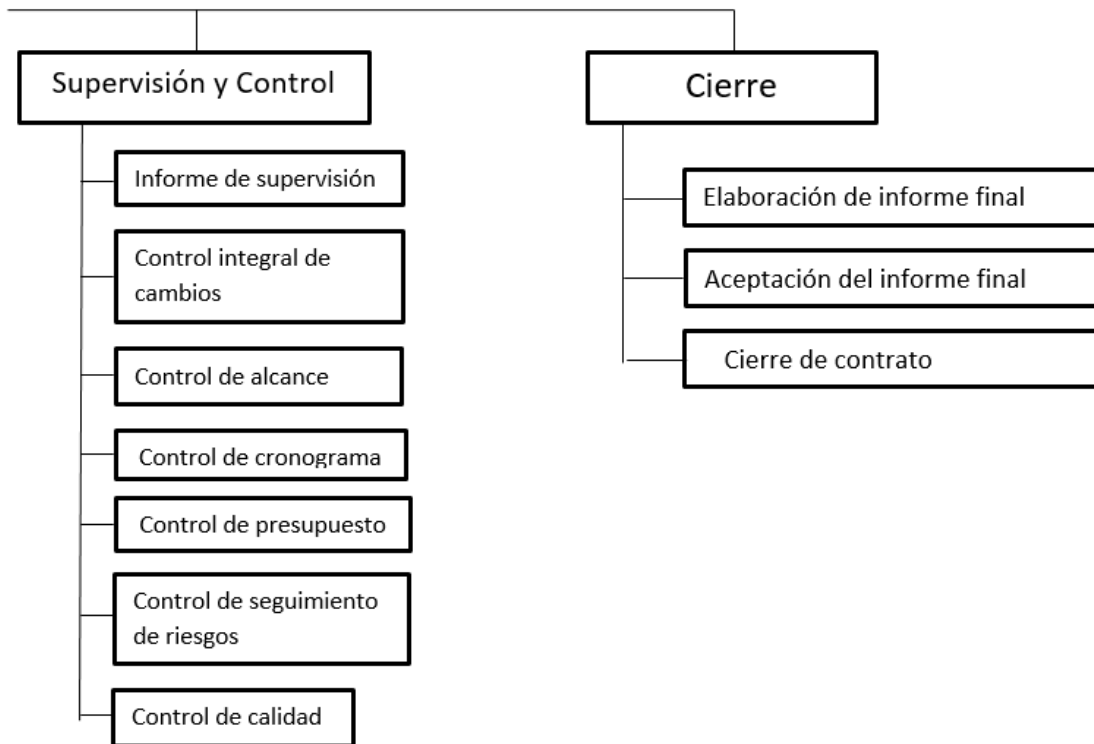 Supervisión y Control
Informe de supervisión
Control integral de
cambios
Control de alcance
Control de cronograma
Control de presupuesto
Control de seguimiento
de riesgos
Control de calidad
Cierre
Elaboración de informe final
Aceptación del informe final
Cierre de contrato